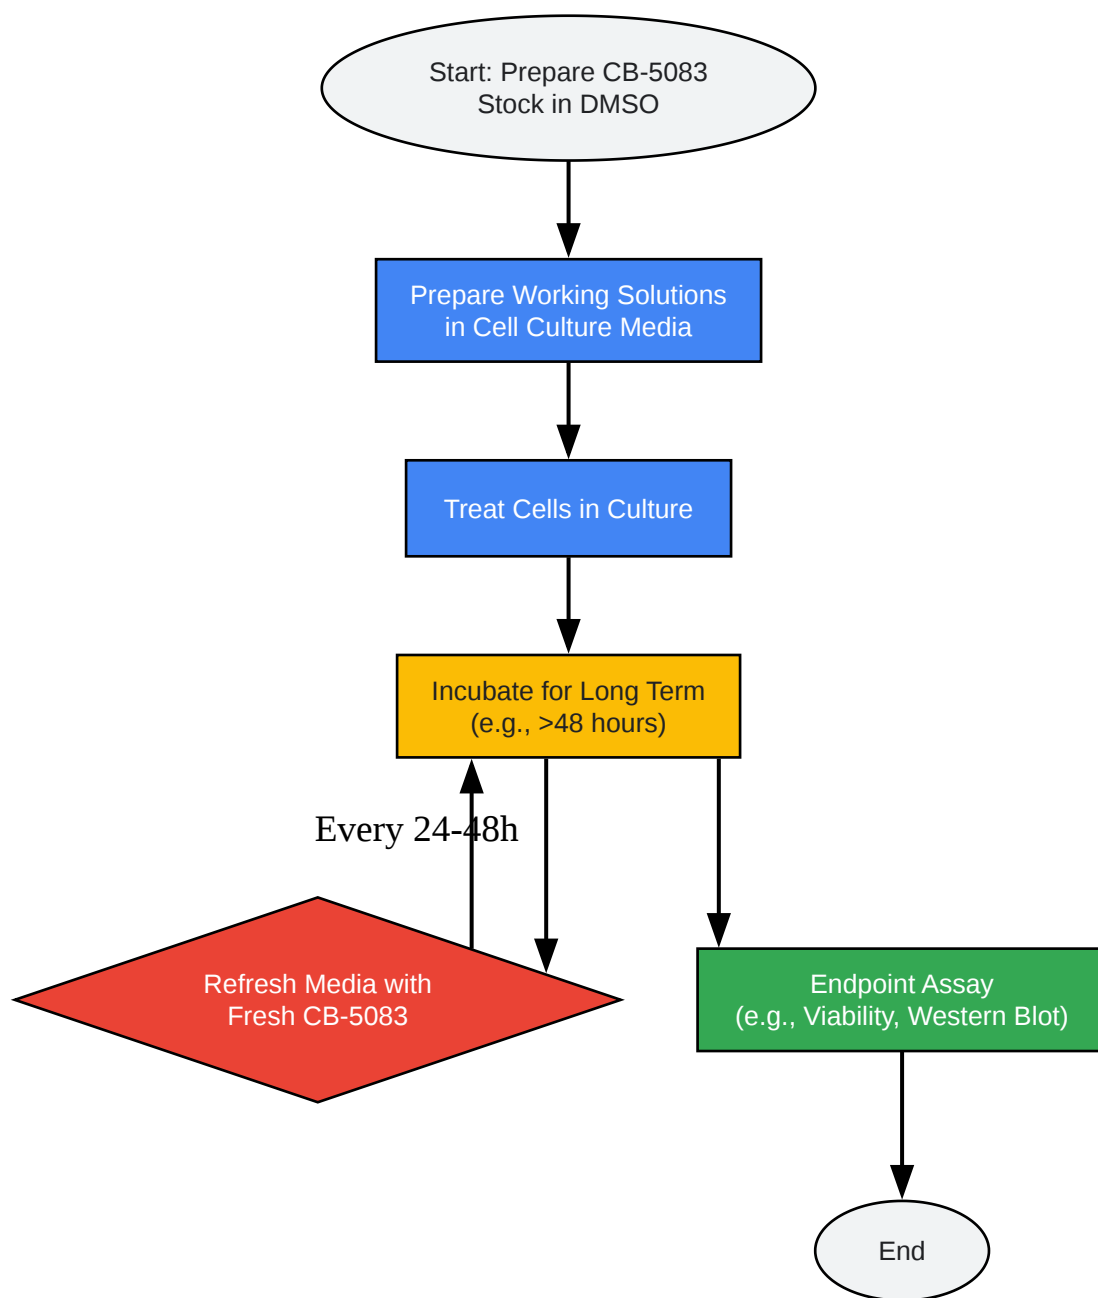 Start: Prepare CB-5083
Stock in DMSO
Prepare Working Solutions
in Cell Culture Media
Treat Cells in Culture
Incubate for Long Term
(e.g., >48 hours)
Every 24-48h
Refresh Media with
Fresh CB-5083
Endpoint Assay
(e.g., Viability, Western Blot)
End